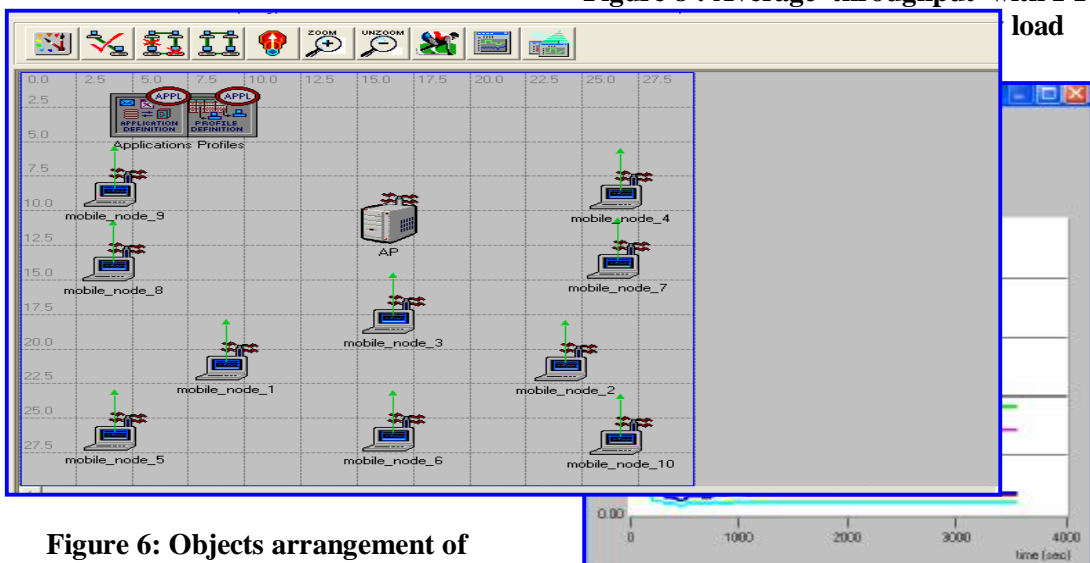 load
ZOOM
UNZOOM
0.0 2.5 5.0 7.5 10.0 12.5 15.0 17.5 20.0 22.5 25.0 27.5
2.5
APPL APPL
APPLICATION DEFINITION PROFILE DEFINITION
5.0
Applications Profiles
7.5
10.0
mobile_node_9
mobile_node_4
12.5
AP
15.0
mobile_node_8
mobile_node_7
17.5
20.0
mobile_node_3
22.5
mobile_node_1
mobile_node_2
25.0
27.5
mobile_node_5
mobile_node_6
mobile_node_10
0.00
0 1000 2000 3000 4000
time (sec)
Figure 6: Objects arrangement of